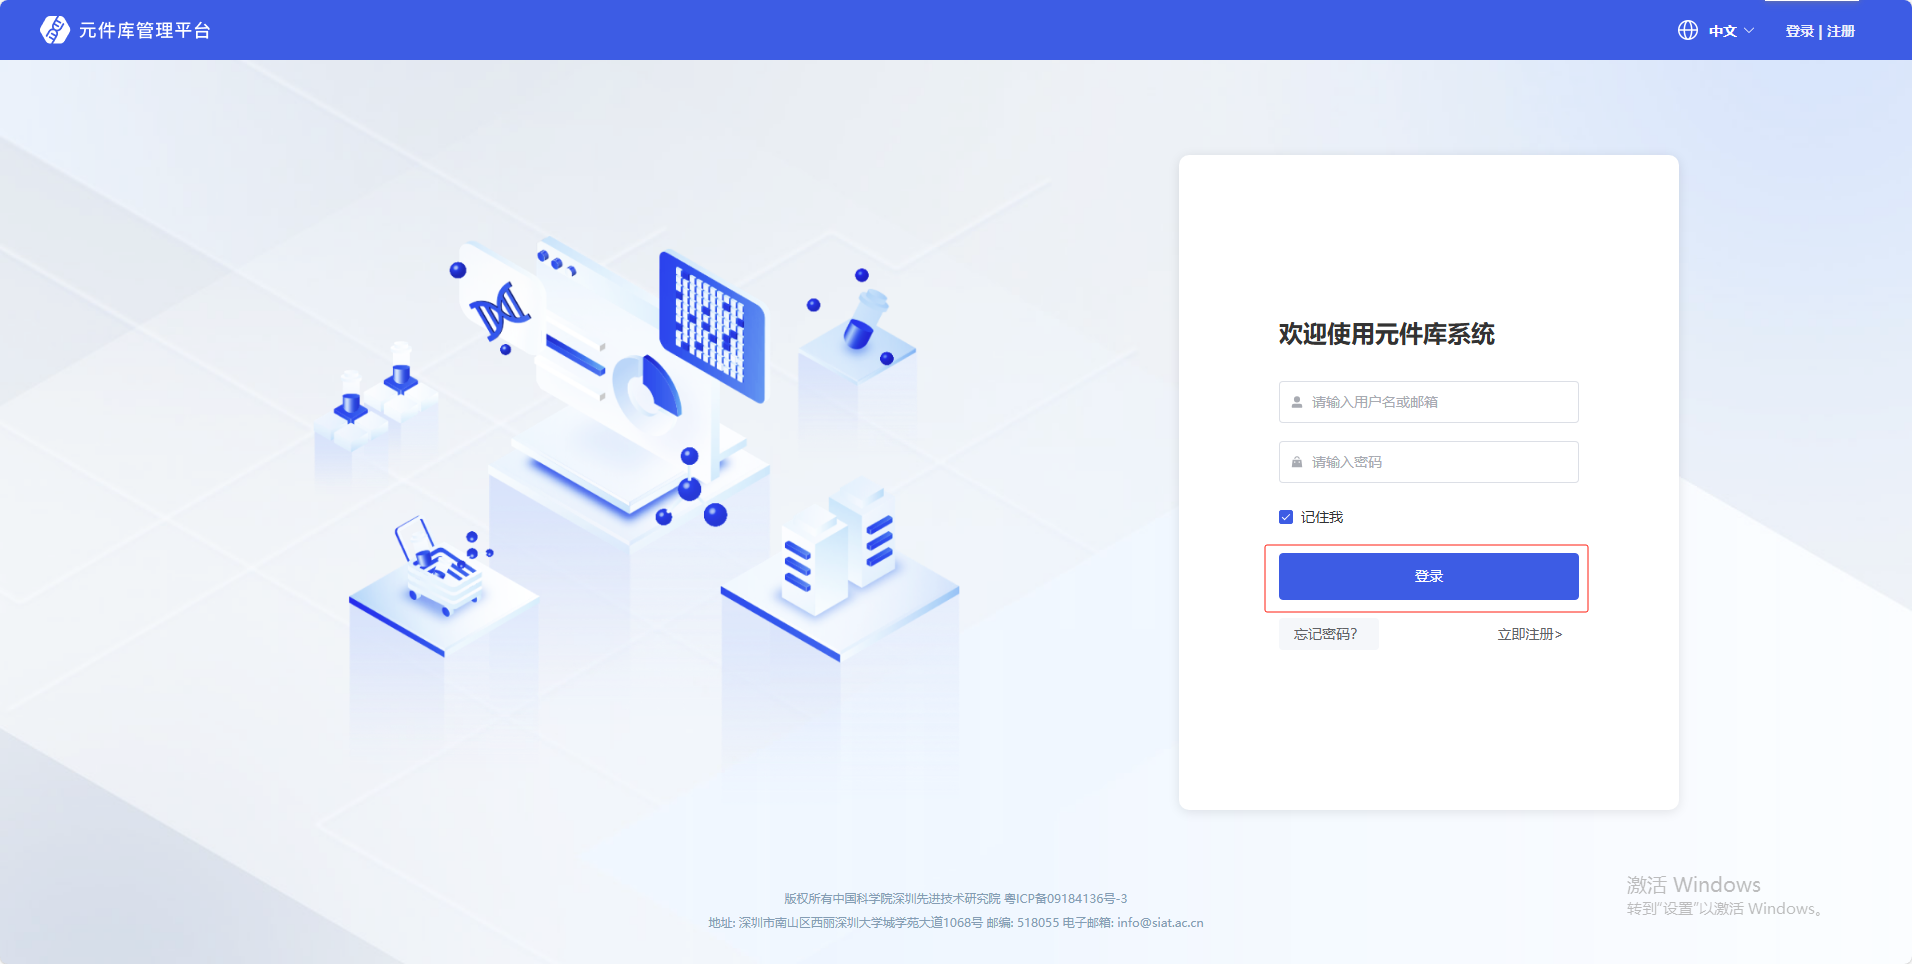 元件库管理平台
中文
登录 | 注册
欢迎使用元件库系统
请输入用户名或邮箱
请输入密码
记住我
登录
忘记密码?
立即注册>
版权所有中国科学院深圳先进技术研究院 粤ICP备09184136号-3
地址: 深圳市南山区西丽深圳大学城学苑大道1068号 邮编: 518055 电子邮箱: info@siat.ac.cn
激活 Windows
转到"设置"以激活 Windows。